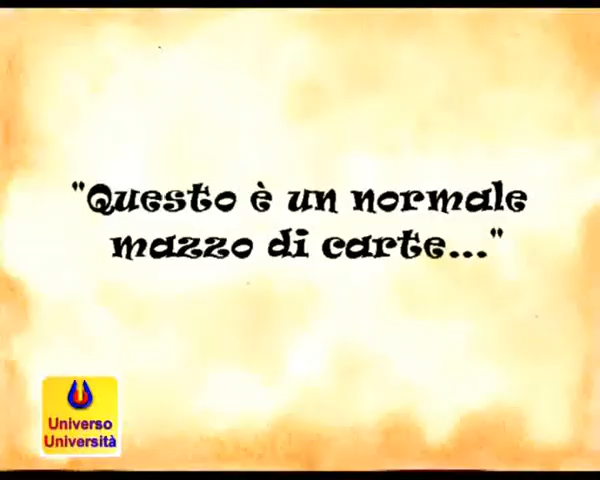 "Questo è un normale
mazzo di carte..."
Universo
Università